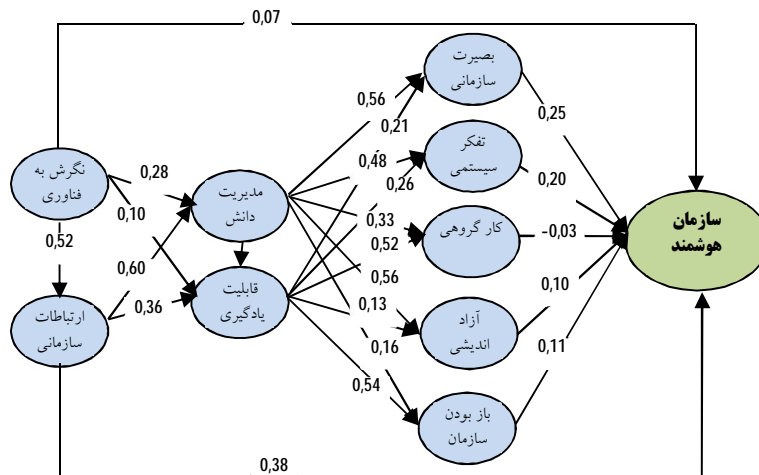 0,07
بصیرت
سازمانی
0,56
0,25
0,21
تفکر
سیستمی
0,48
0,26
0,20
نگرش به
فناوری
0,28
مدیریت
دانش
0,10
0,33
کار گروهی
-0,03
سازمان
هوشمند
0,52
0,52
0,60
0,56
قابلیت
یادگیری
0,36
0,13
0,10
ارتباطات
سازمانی
آزاد
اندیشی
0,16
0,11
0,54
باز بودن
سازمان
0,38